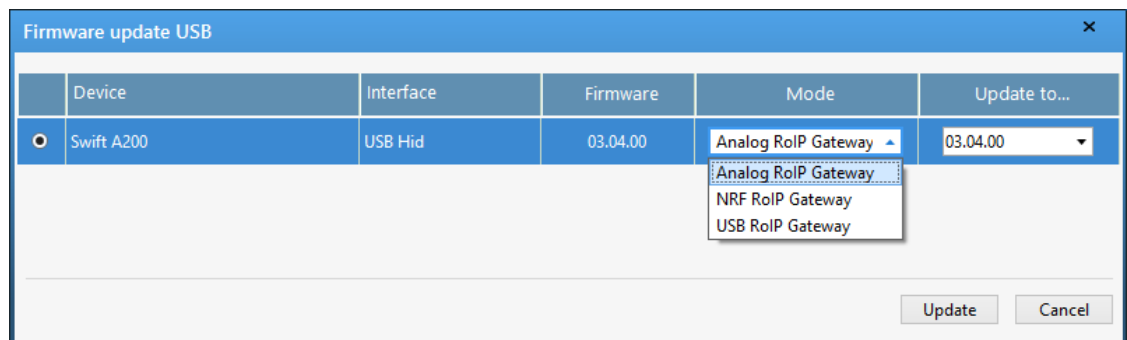 Firmware update USB
Device Interface Firmware Mode Update to...
Swift A200 USB Hid 03.04.00 Analog RoIP Gateway 03.04.00
Analog RoIP Gateway
NRF RoIP Gateway
USB RoIP Gateway
Update Cancel